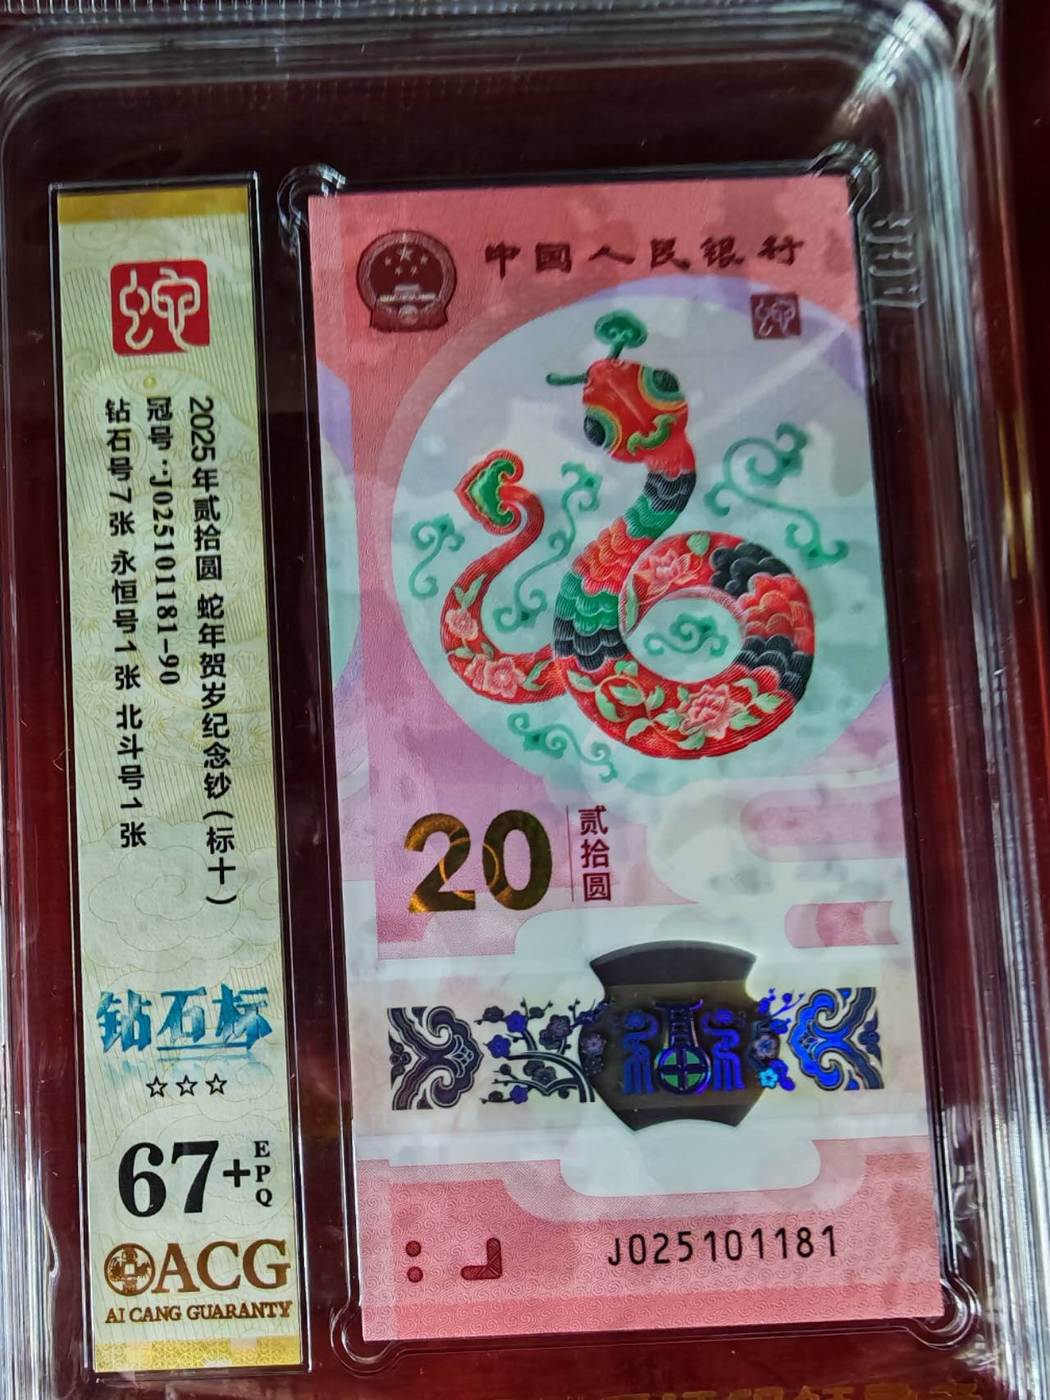 蛇
2025年贰拾圆 蛇年贺岁纪念钞(标十)
冠号:J025101181-90
钻石号7张 永恒号1张 北斗号1张
钻石标
☆☆☆
67+EPQ
ACG
AI CANG GUARANTY
中国人民银行
蛇
20
贰拾圆
J025101181